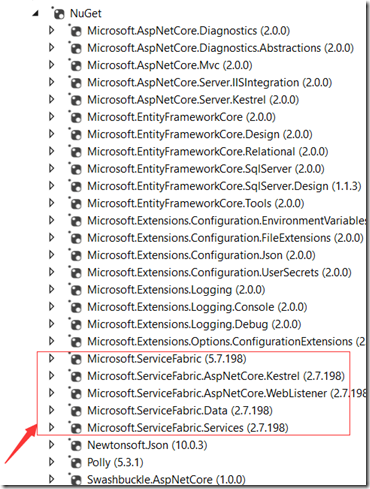 NuGet
Microsoft.AspNetCore.Diagnostics (2.0.0)
Microsoft.AspNetCore.Diagnostics.Abstractions (2.0.0)
Microsoft.AspNetCore.Mvc (2.0.0)
Microsoft.AspNetCore.Server.IISIntegration (2.0.0)
Microsoft.AspNetCore.Server.Kestrel (2.0.0)
Microsoft.EntityFrameworkCore (2.0.0)
Microsoft.EntityFrameworkCore.Design (2.0.0)
Microsoft.EntityFrameworkCore.Relational (2.0.0)
Microsoft.EntityFrameworkCore.SqlServer (2.0.0)
Microsoft.EntityFrameworkCore.SqlServer.Design (1.1.3)
Microsoft.EntityFrameworkCore.Tools (2.0.0)
Microsoft.Extensions.Configuration.EnvironmentVariables
Microsoft.Extensions.Configuration.FileExtensions (2.0.0)
Microsoft.Extensions.Configuration.Json (2.0.0)
Microsoft.Extensions.Configuration.UserSecrets (2.0.0)
Microsoft.Extensions.Logging (2.0.0)
Microsoft.Extensions.Logging.Console (2.0.0)
Microsoft.Extensions.Logging.Debug (2.0.0)
Microsoft.Extensions.Options.ConfigurationExtensions (2
Microsoft.ServiceFabric (5.7.198)
Microsoft.ServiceFabric.AspNetCore.Kestrel (2.7.198)
Microsoft.ServiceFabric.AspNetCore.WebListener (2.7.198
Microsoft.ServiceFabric.Data (2.7.198)
Microsoft.ServiceFabric.Services (2.7.198)
Newtonsoft.Json (10.0.3)
Polly (5.3.1)
Swashbuckle.AspNetCore (1.0.0)